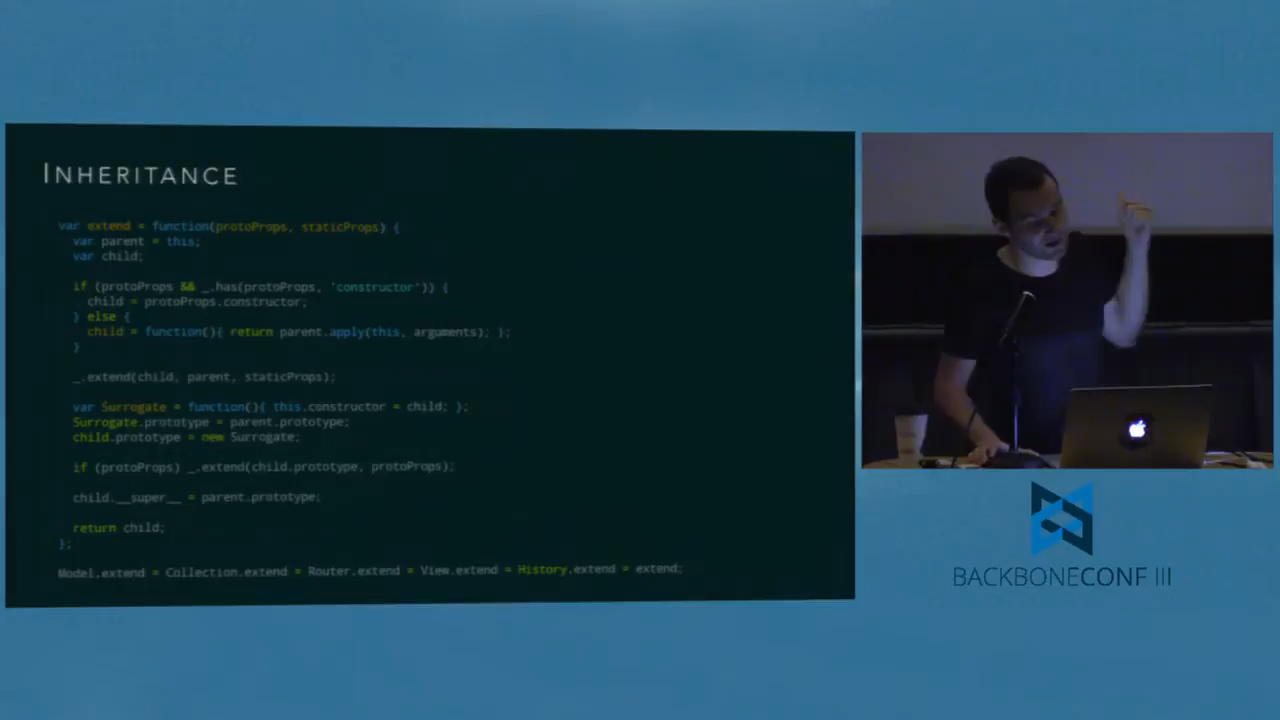 INHERITANCE
var extend = function(protoProps, staticProps) {
var parent = this;
var child;
if (protoProps && _.has(protoProps, 'constructor')) {
child = protoProps.constructor;
} else {
child = function(){ return parent.apply(this, arguments); };
}
_.extend(child, parent, staticProps);
var Surrogate = function(){ this.constructor = child; };
Surrogate.prototype = parent.prototype;
child.prototype = new Surrogate;
if (protoProps) _.extend(child.prototype, protoProps);
child.__super__ = parent.prototype;
return child;
};
Model.extend = Collection.extend = Router.extend = View.extend = History.extend = extend;
BACKBONECONF III